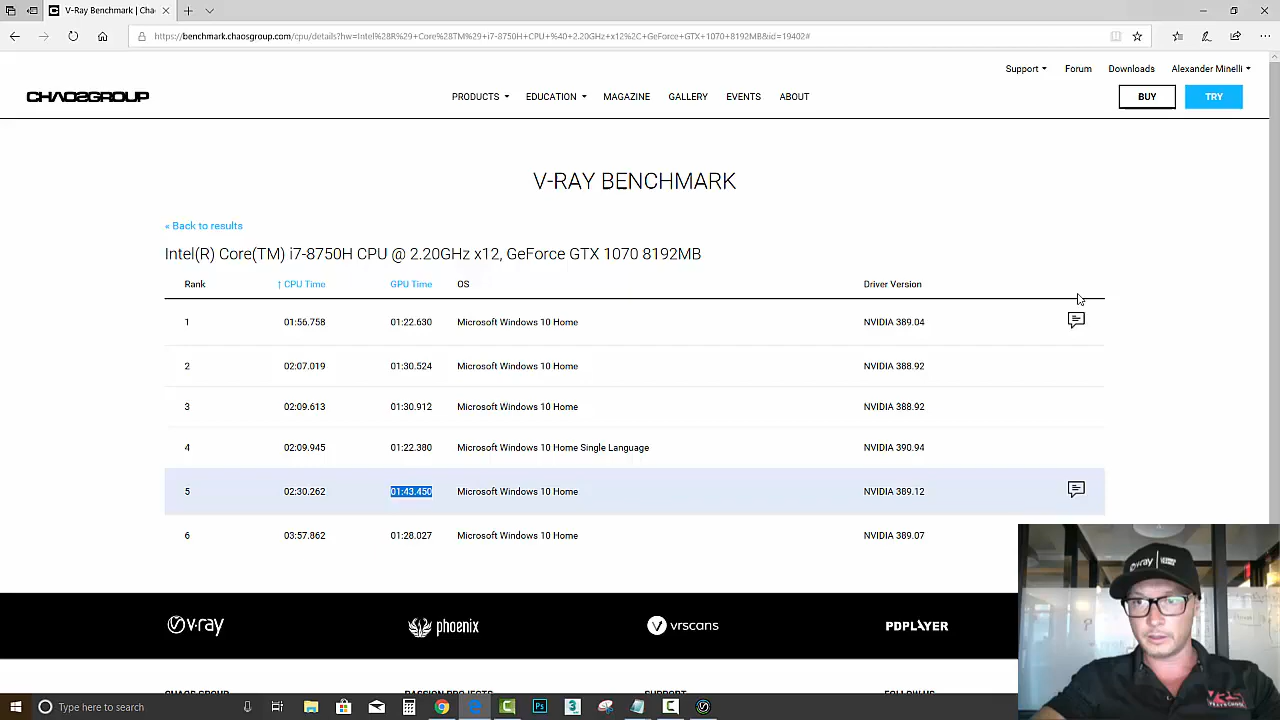 V-Ray Benchmark | Cha
https://benchmark.chaosgroup.com/cpu/details?hw=Intel%28R%29+Core%28TM%29+i7-8750H+CPU+%40+2.20GHz+x12%2C+GeForce+GTX+1070+8192MB&id=19402#
Support Forum Downloads Alexander Minelli
CHAOSGROUP PRODUCTS EDUCATION MAGAZINE GALLERY EVENTS ABOUT BUY TRY
V-RAY BENCHMARK
« Back to results
Intel(R) Core(TM) i7-8750H CPU @ 2.20GHz x12, GeForce GTX 1070 8192MB
Rank ↑ CPU Time GPU Time OS Driver Version
1 01:56.758 01:22.630 Microsoft Windows 10 Home NVIDIA 389.04
2 02:07.019 01:30.524 Microsoft Windows 10 Home NVIDIA 388.92
3 02:09.613 01:30.912 Microsoft Windows 10 Home NVIDIA 388.92
4 02:09.945 01:22.380 Microsoft Windows 10 Home Single Language NVIDIA 390.94
5 02:30.262 01:43.450 Microsoft Windows 10 Home NVIDIA 389.12
6 03:57.862 01:28.027 Microsoft Windows 10 Home NVIDIA 389.07
v·ray phoenix vrscans PDPLAYER
CHAOS GROUP PASSION PROJECTS SUPPORT FOLLOW US
v·ray
Type here to search